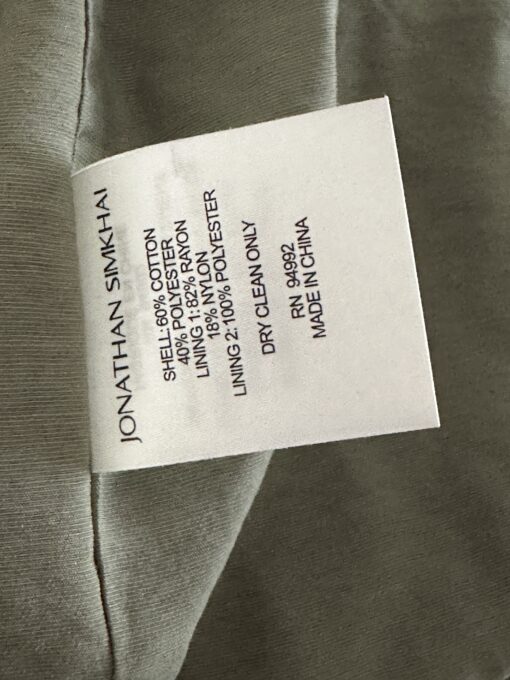 JONATHAN SIMKHAI
SHELL:60% COTTON
40% POLYESTER
LINING 1:82% RAYON
18% NYLON
LINING 2:100% POLYESTER
DRY CLEAN ONLY
RN 94992
MADE IN CHINA